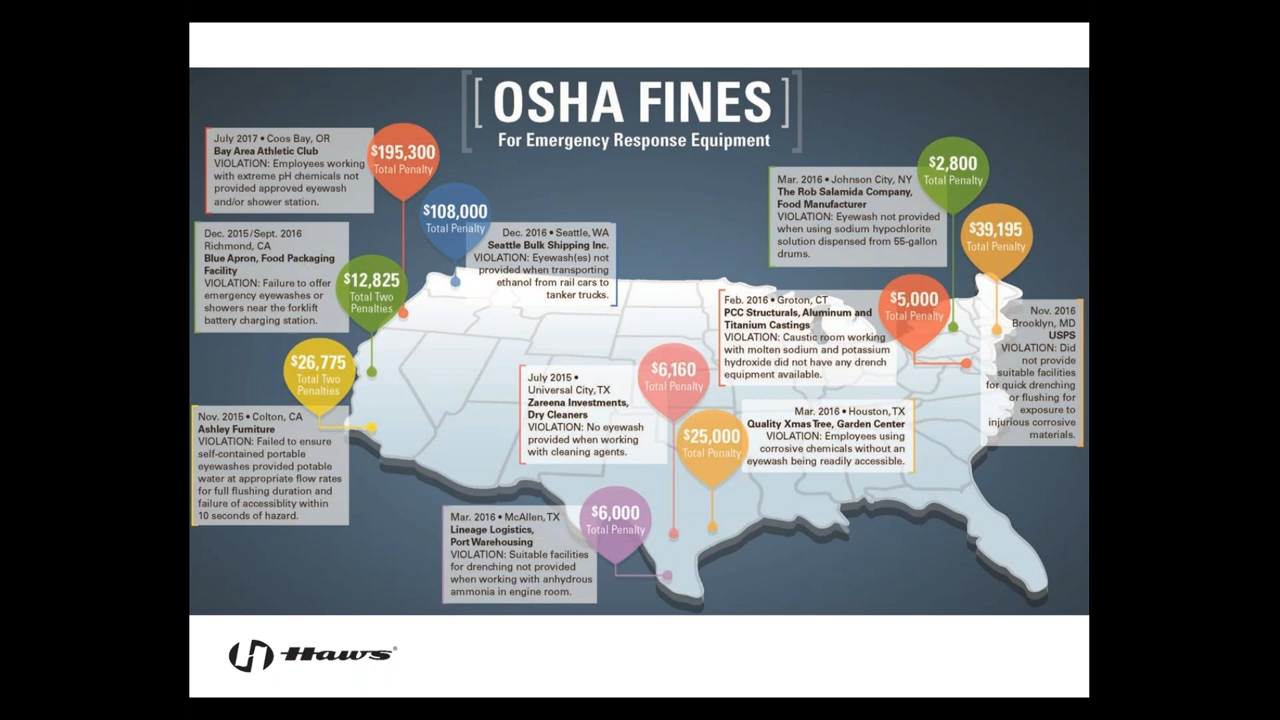 [ OSHA FINES ]
For Emergency Response Equipment
July 2017 • Coos Bay, OR
Bay Area Athletic Club
VIOLATION: Employees working
with extreme pH chemicals not
provided approved eyewash
and/or shower station.
$195,300
Total Penalty
$108,000
Total Penalty
Dec. 2016 • Seattle, WA
Seattle Bulk Shipping Inc.
VIOLATION: Eyewash(es) not
provided when transporting
ethanol from rail cars to
tanker trucks.
$2,800
Total Penalty
Mar. 2016 • Johnson City, NY
The Rob Salamida Company,
Food Manufacturer
VIOLATION: Eyewash not provided
when using sodium hypochlorite
solution dispensed from 55-gallon
drums.
$39,195
Total Penalty
Nov. 2016
Brooklyn, MD
USPS
VIOLATION: Did
not provide
suitable facilities
for quick drenching
or flushing for
exposure to
injurious corrosive
materials.
Dec. 2015/Sept. 2016
Richmond, CA
Blue Apron, Food Packaging
Facility
VIOLATION: Failure to offer
emergency eyewashes or
showers near the forklift
battery charging station.
$12,825
Total Two
Penalties
Feb. 2016 • Groton, CT
PCC Structurals, Aluminum and
Titanium Castings
VIOLATION: Caustic room working
with molten sodium and potassium
hydroxide did not have any drench
equipment available.
$5,000
Total Penalty
$26,775
Total Two
Penalties
Nov. 2015 • Colton, CA
Ashley Furniture
VIOLATION: Failed to ensure
self-contained portable
eyewashes provided potable
water at appropriate flow rates
for full flushing duration and
failure of accessiblity within
10 seconds of hazard.
July 2015 •
Universal City, TX
Zareena Investments,
Dry Cleaners
VIOLATION: No eyewash
provided when working
with cleaning agents.
$6,160
Total Penalty
$25,000
Total Penalty
Mar. 2016 • Houston, TX
Quality Xmas Tree, Garden Center
VIOLATION: Employees using
corrosive chemicals without an
eyewash being readily accessible.
Mar. 2016 • McAllen, TX
Lineage Logistics,
Port Warehousing
VIOLATION: Suitable facilities
for drenching not provided
when working with anhydrous
ammonia in engine room.
$6,000
Total Penalty
Haws®